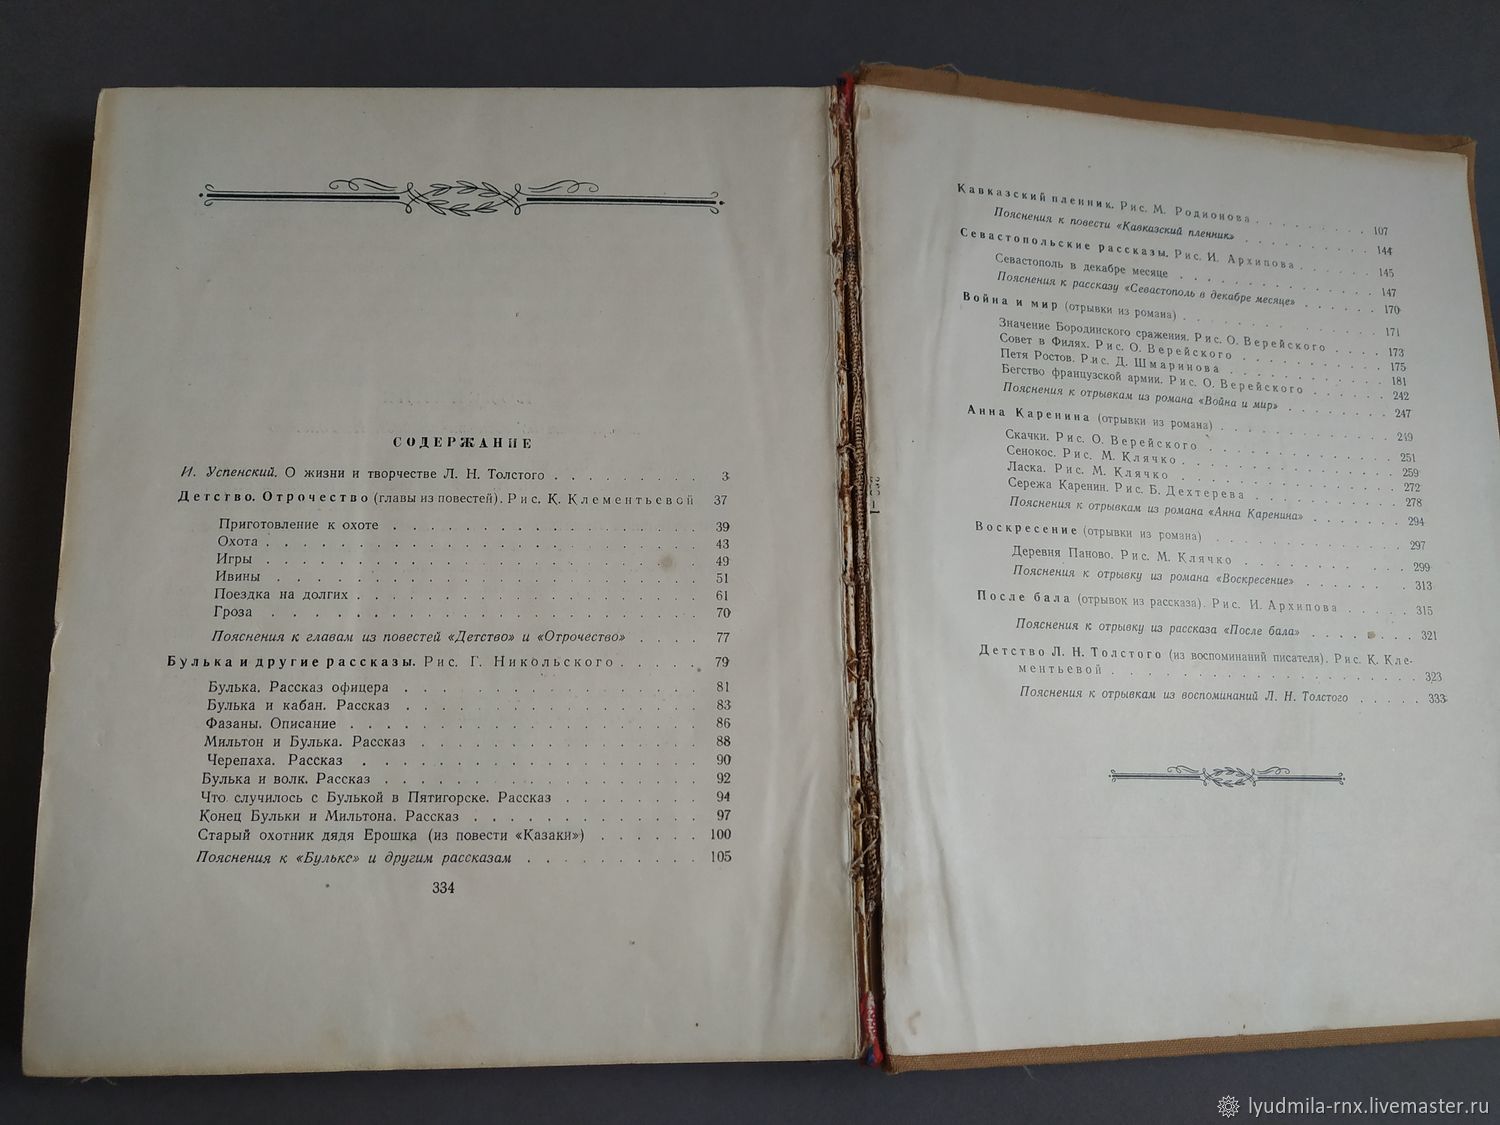 СОДЕРЖАНИЕ
И. Успенский. О жизни и творчестве Л. Н. Толстого . . . . . . . . . 3
Детство. Отрочество (главы из повестей). Рис. К. Клементьевой 37
Приготовление к охоте . . . . . . . . . . . . . . . . 39
Охота . . . . . . . . . . . . . . . . . . . . . . . 43
Игры . . . . . . . . . . . . . . . . . . . . . . . 49
Ивины . . . . . . . . . . . . . . . . . . . . . . . 51
Поездка на долгих . . . . . . . . . . . . . . . . . . 61
Гроза . . . . . . . . . . . . . . . . . . . . . . . 70
Пояснения к главам из повестей «Детство» и «Отрочество» . . . . 77
Булька и другие рассказы. Рис. Г. Никольского . . . . . 79
Булька. Рассказ офицера . . . . . . . . . . . . . . . 81
Булька и кабан. Рассказ . . . . . . . . . . . . . . . 83
Фазаны. Описание . . . . . . . . . . . . . . . . . . 86
Мильтон и Булька. Рассказ . . . . . . . . . . . . . . 88
Черепаха. Рассказ . . . . . . . . . . . . . . . . . . 90
Булька и волк. Рассказ . . . . . . . . . . . . . . . . 92
Что случилось с Булькой в Пятигорске. Рассказ . . . . . . . 94
Конец Бульки и Мильтона. Рассказ . . . . . . . . . . . . 97
Старый охотник дядя Ерошка (из повести «Казаки») . . . . . . 100
Пояснения к «Бульке» и другим рассказам . . . . . . . . . . 105
334
Кавказский пленник. Рис. М. Родионова . . . . . . . . . 107
Пояснения к повести «Кавказский пленник» . . . . . . . . . 144
Севастопольские рассказы. Рис. И. Архипова . . . . . . 145
Севастополь в декабре месяце . . . . . . . . . . . . . . 147
Пояснения к рассказу «Севастополь в декабре месяце» . . . . . . 170
Война и мир (отрывки из романа) . . . . . . . . . . . . . 171
Значение Бородинского сражения. Рис. О. Верейского . . . . 173
Совет в Филях. Рис. О. Верейского . . . . . . . . . . 175
Петя Ростов. Рис. Д. Шмаринова . . . . . . . . . . . . 181
Бегство французской армии. Рис. О. Верейского . . . . . . 242
Пояснения к отрывкам из романа «Война и мир» . . . . . . . . 247
Анна Каренина (отрывки из романа) . . . . . . . . . . . . 249
Скачки. Рис. О. Верейского . . . . . . . . . . . . . 251
Сенокос. Рис. М. Клячко . . . . . . . . . . . . . . . 259
Ласка. Рис. М. Клячко . . . . . . . . . . . . . . . . 272
Сережа Каренин. Рис. Б. Дехтерева . . . . . . . . . . . 278
Пояснения к отрывкам из романа «Анна Каренина» . . . . . . . 294
Воскресение (отрывки из романа) . . . . . . . . . . . . . 297
Деревня Паново. Рис. М. Клячко . . . . . . . . . . . . 299
Пояснения к отрывку из романа «Воскресение» . . . . . . . . 313
После бала (отрывок из рассказа). Рис. И. Архипова . . . . . 315
Пояснения к отрывку из рассказа «После бала» . . . . . . . . 321
Детство Л. Н. Толстого (из воспоминаний писателя). Рис. К. Кле-
ментьевой . . . . . . . . . . . . . . . . . . . . 323
Пояснения к отрывкам из воспоминаний Л. Н. Толстого . . . . . 333
lyudmila-rnx.livemaster.ru